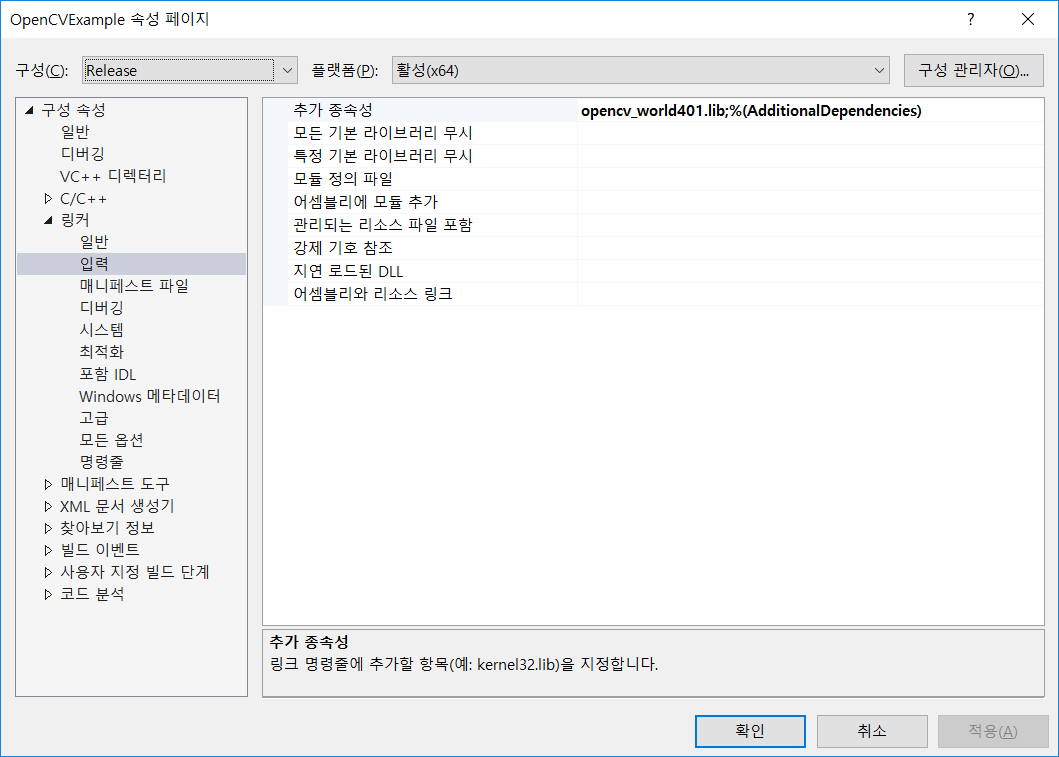 OpenCVExample 속성 페이지
구성(C): Release 플랫폼(P): 활성(x64) 구성 관리자(O)...
구성 속성
일반
디버깅
VC++ 디렉터리
C/C++
링커
일반
입력
매니페스트 파일
디버깅
시스템
최적화
포함 IDL
Windows 메타데이터
고급
모든 옵션
명령줄
매니페스트 도구
XML 문서 생성기
찾아보기 정보
빌드 이벤트
사용자 지정 빌드 단계
코드 분석
추가 종속성 opencv_world401.lib;%(AdditionalDependencies)
모든 기본 라이브러리 무시
특정 기본 라이브러리 무시
모듈 정의 파일
어셈블리에 모듈 추가
관리되는 리소스 파일 포함
강제 기호 참조
지연 로드된 DLL
어셈블리와 리소스 링크
추가 종속성
링크 명령줄에 추가할 항목(예: kernel32.lib)을 지정합니다.
확인 취소 적용(A)